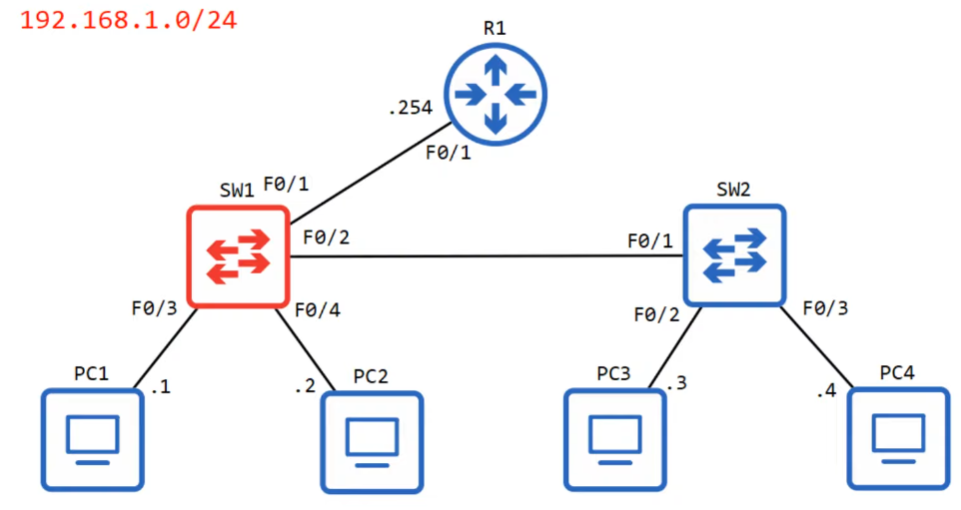 192.168.1.0/24
R1
.254
F0/1
SW1 F0/1
SW2
F0/2
F0/1
F0/3
F0/4
F0/2
F0/3
PC1
.1
.2
PC2
PC3
.3
.4
PC4